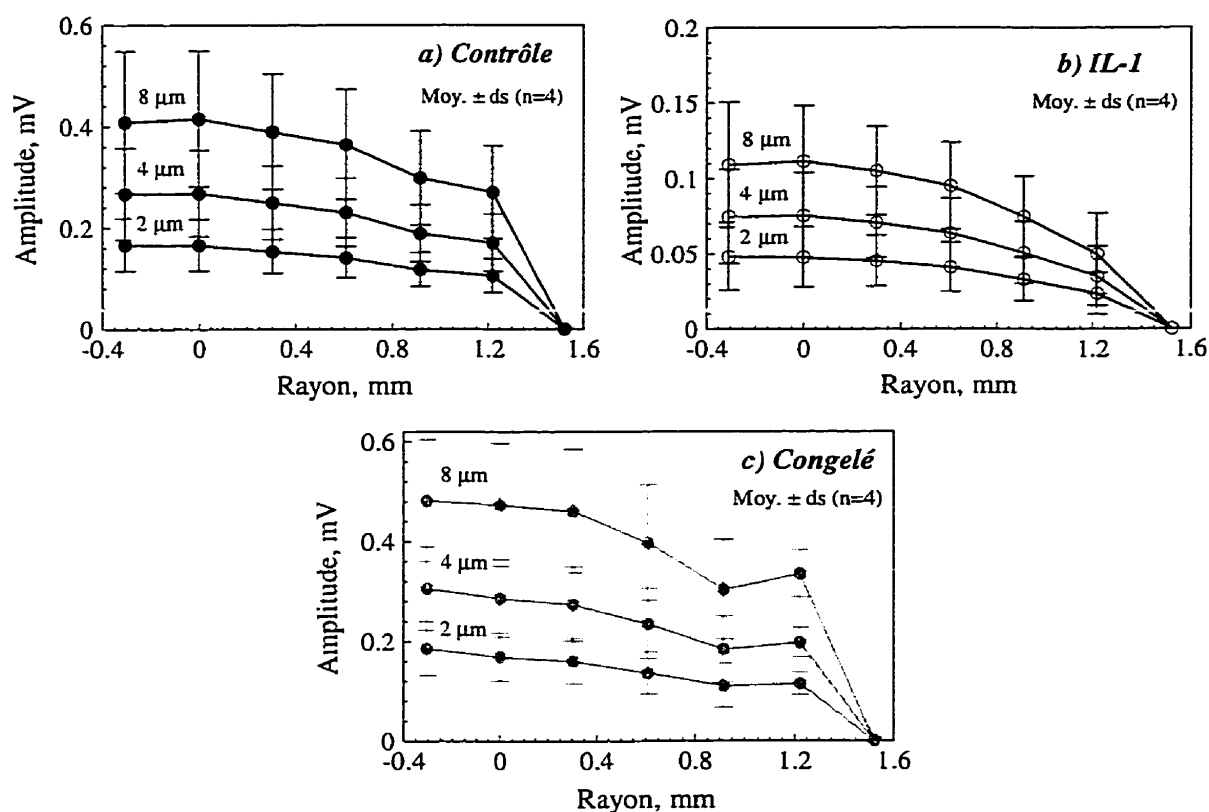 a) Contrôle
Moy. ± ds (n=4)
Amplitude, mV
0.6
0.4
0.2
0
8 µm
4 µm
2 µm
-0.4 0 0.4 0.8 1.2 1.6
Rayon, mm
b) IL-1
Moy. ± ds (n=4)
Amplitude, mV
0.2
0.15
0.1
0.05
0
8 µm
4 µm
2 µm
-0.4 0 0.4 0.8 1.2 1.6
Rayon, mm
c) Congelé
Moy. ± ds (n=4)
Amplitude, mV
0.6
0.4
0.2
0
8 µm
4 µm
2 µm
-0.4 0 0.4 0.8 1.2 1.6
Rayon, mm